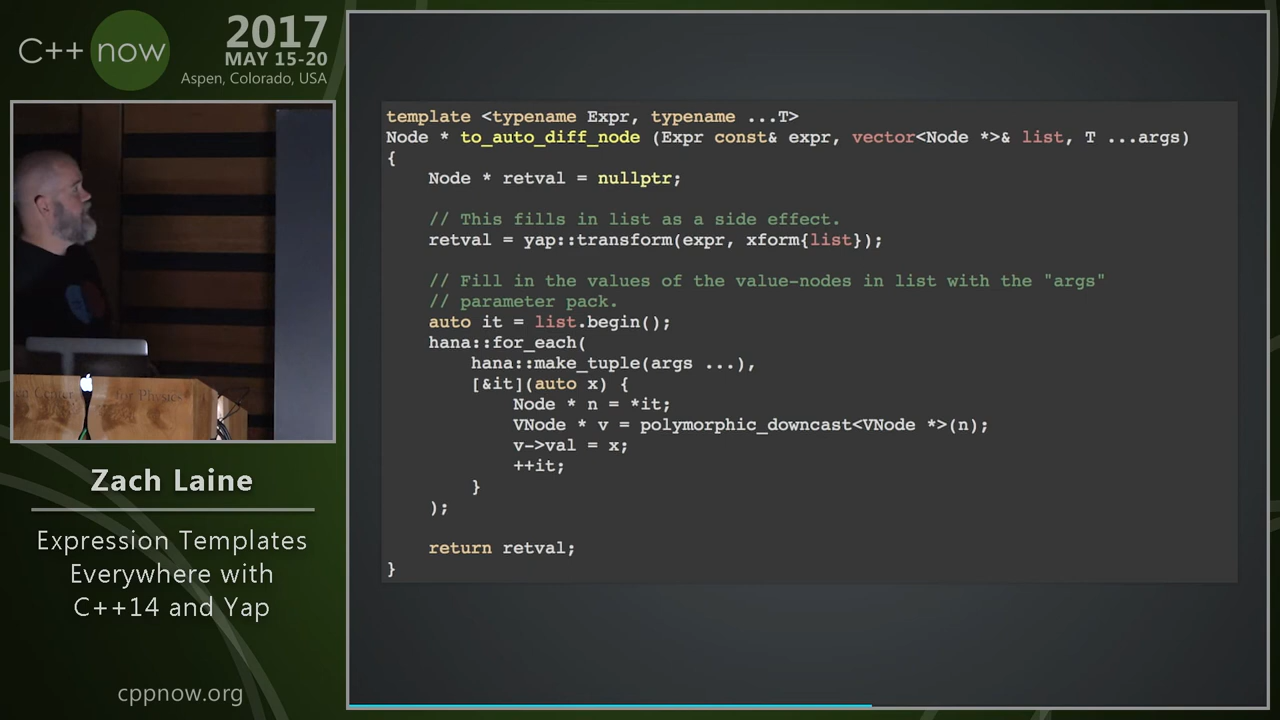 C++ now
2017
MAY 15-20
Aspen, Colorado, USA
for Physics
Zach Laine
Expression Templates
Everywhere with
C++14 and Yap
cppnow.org
template <typename Expr, typename ...T>
Node * to_auto_diff_node (Expr const& expr, vector<Node *>& list, T ...args)
{
    Node * retval = nullptr;
    // This fills in list as a side effect.
    retval = yap::transform(expr, xform{list});
    // Fill in the values of the value-nodes in list with the "args"
    // parameter pack.
    auto it = list.begin();
    hana::for_each(
        hana::make_tuple(args ...),
        [&it](auto x) {
            Node * n = *it;
            VNode * v = polymorphic_downcast<VNode *>(n);
            v->val = x;
            ++it;
        }
    );
    return retval;
}